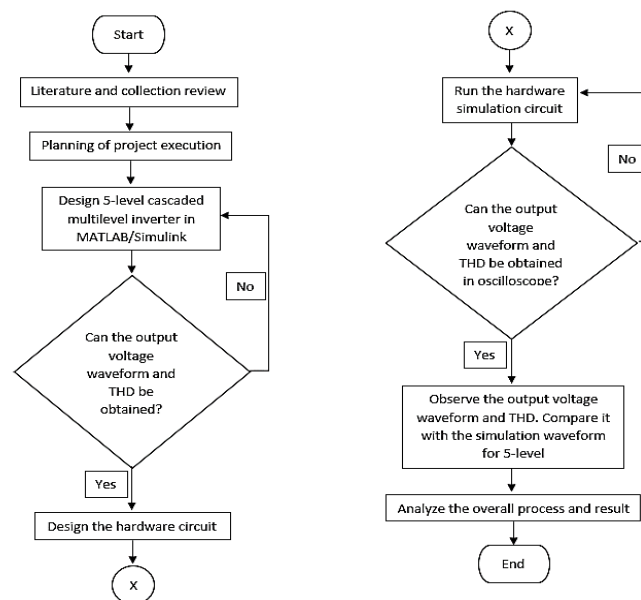 Start
Literature and collection review
Planning of project execution
Design 5-level cascaded
multilevel inverter in
MATLAB/Simulink
No
Can the output
voltage
waveform and
THD be
obtained?
Yes
Design the hardware circuit
X
X
Run the hardware
simulation circuit
No
Can the output
voltage
waveform and
THD be obtained
in oscilloscope?
Yes
Observe the output voltage
waveform and THD. Compare it
with the simulation waveform
for 5-level
Analyze the overall process and result
End